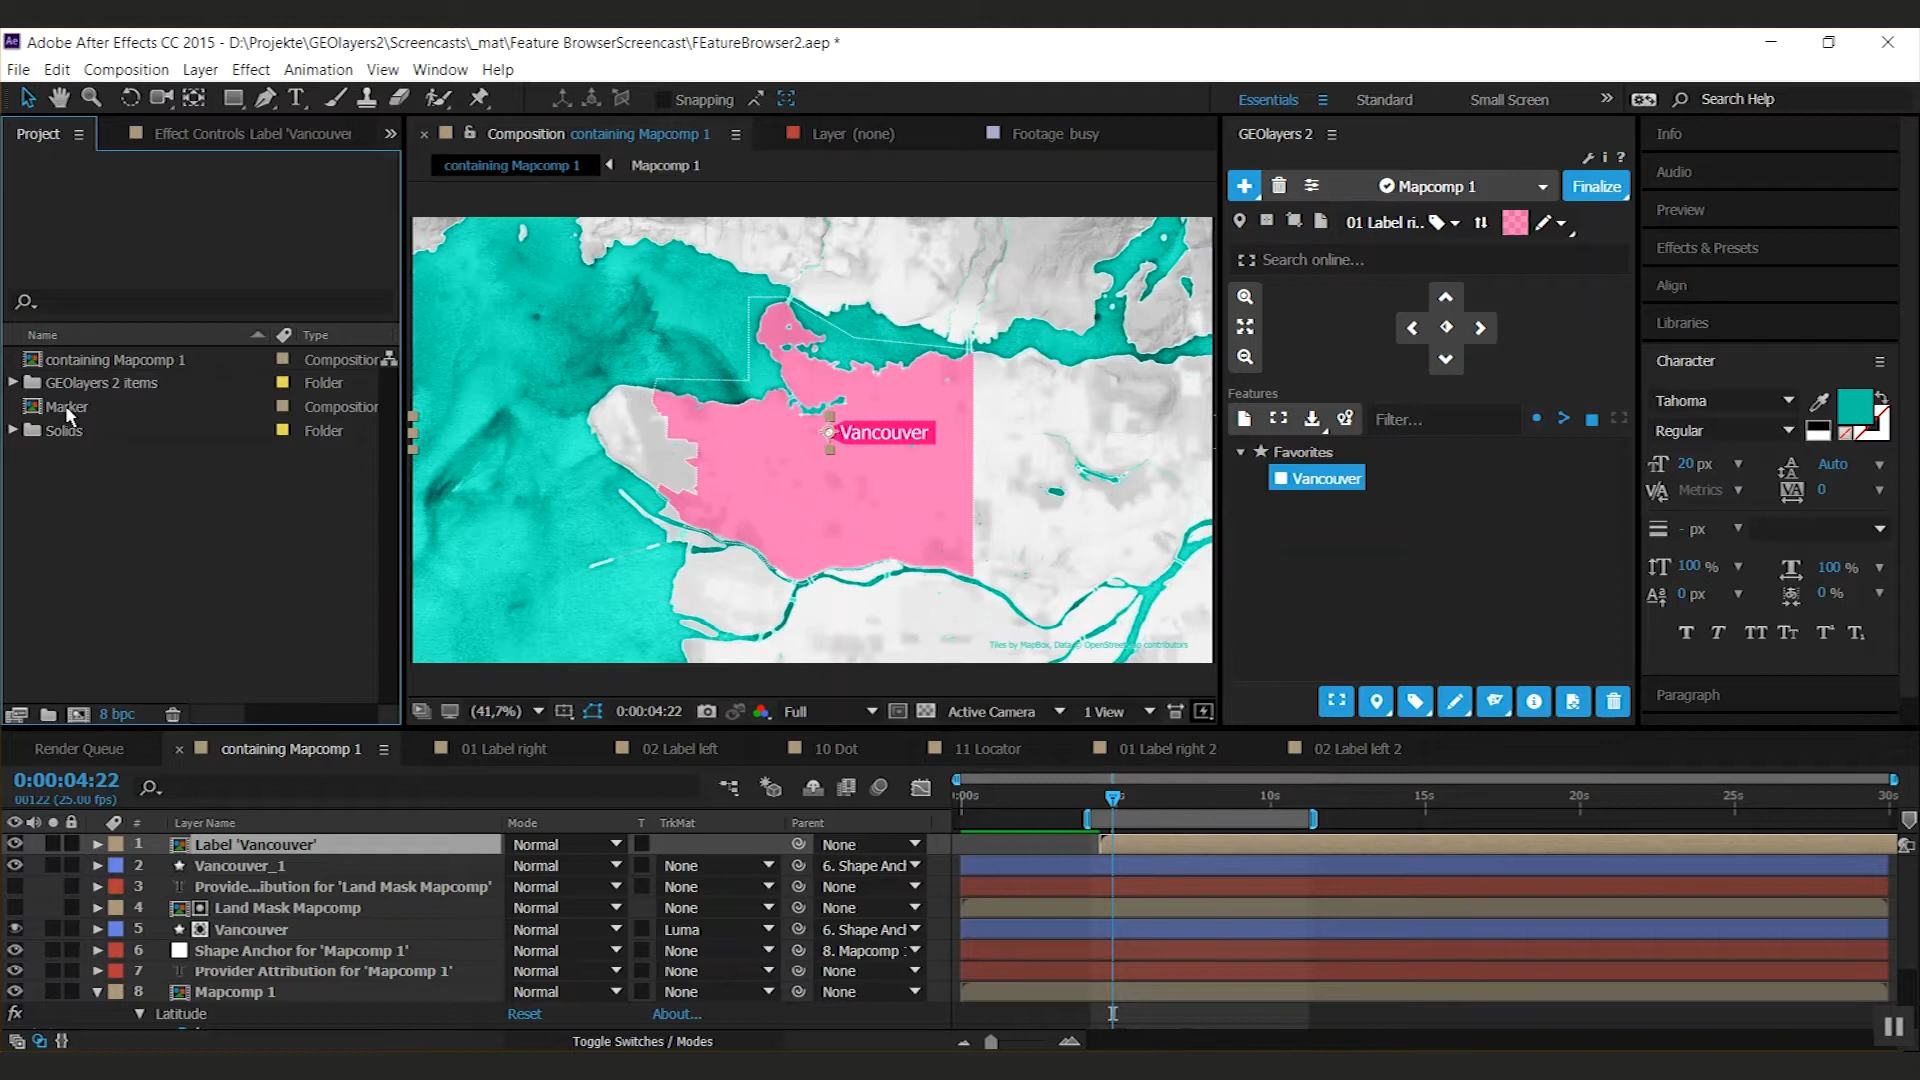 Adobe After Effects CC 2015 - D:\Projekte\GEOlayers2\Screencasts\_mat\Feature BrowserScreencast\FEatureBrowser2.aep *
File Edit Composition Layer Effect Animation View Window Help
Snapping
Essentials Standard Small Screen Search Help
Project Effect Controls Label 'Vancouver
Composition containing Mapcomp 1 Layer (none) Footage busy
containing Mapcomp 1 Mapcomp 1
Name Type
containing Mapcomp 1 Composition
GEOlayers 2 items Folder
Marker Composition
Solids Folder
8 bpc
Vancouver
Tiles by MapBox, Data © OpenStreetMap contributors
(41,7%) 0:00:04:22 Full Active Camera 1 View
GEOlayers 2
Mapcomp 1 Finalize
01 Label ri..
Search online...
Features
Filter...
Favorites
Vancouver
Info
Audio
Preview
Effects & Presets
Align
Libraries
Character
Tahoma
Regular
20 px Auto
Metrics 0
- px
100 % 100 %
0 px 0 %
Paragraph
Render Queue containing Mapcomp 1 01 Label right 02 Label left 10 Dot 11 Locator 01 Label right 2 02 Label left 2
0:00:04:22
00122 (25.00 fps)
:00s 10s 15s 20s 25s 30s
# Layer Name Mode T TrkMat Parent
1 Label 'Vancouver' Normal None
2 Vancouver_1 Normal None 6. Shape Anc
3 Provide...ibution for 'Land Mask Mapcomp' Normal None None
4 Land Mask Mapcomp Normal None None
5 Vancouver Normal Luma 6. Shape Anc
6 Shape Anchor for 'Mapcomp 1' Normal None 8. Mapcomp
7 Provider Attribution for 'Mapcomp 1' Normal None None
8 Mapcomp 1 Normal None None
fx Latitude Reset About...
Toggle Switches / Modes